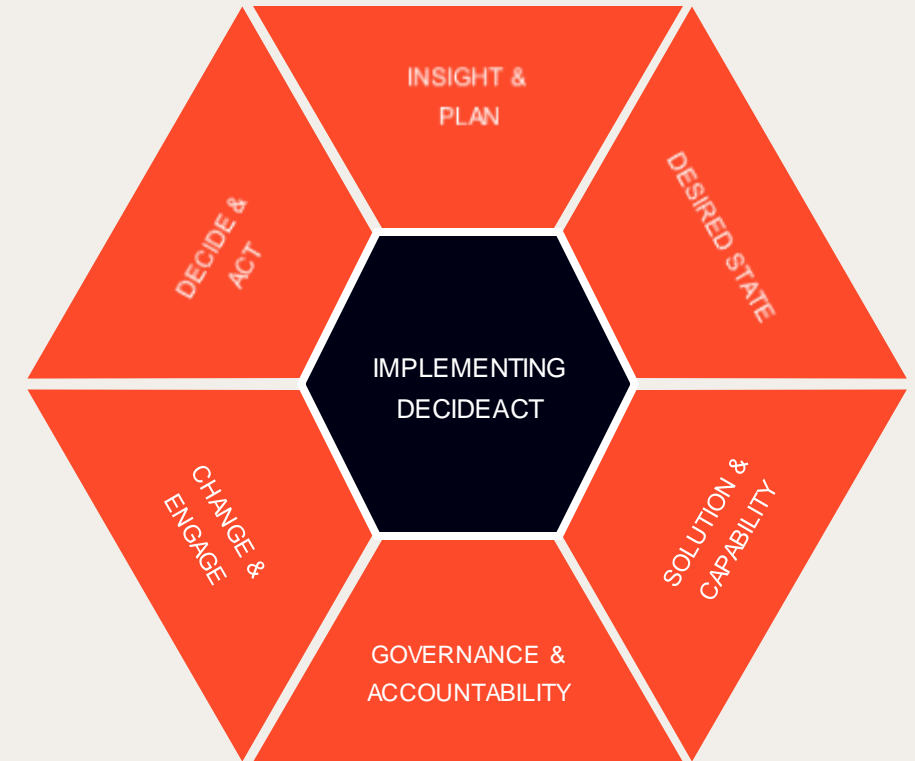 INSIGHT &
PLAN
DESIRED STATE
SOLUTION &
CAPABILITY
GOVERNANCE &
ACCOUNTABILITY
CHANGE &
ENGAGE
DECIDE &
ACT
IMPLEMENTING
DECIDEACT